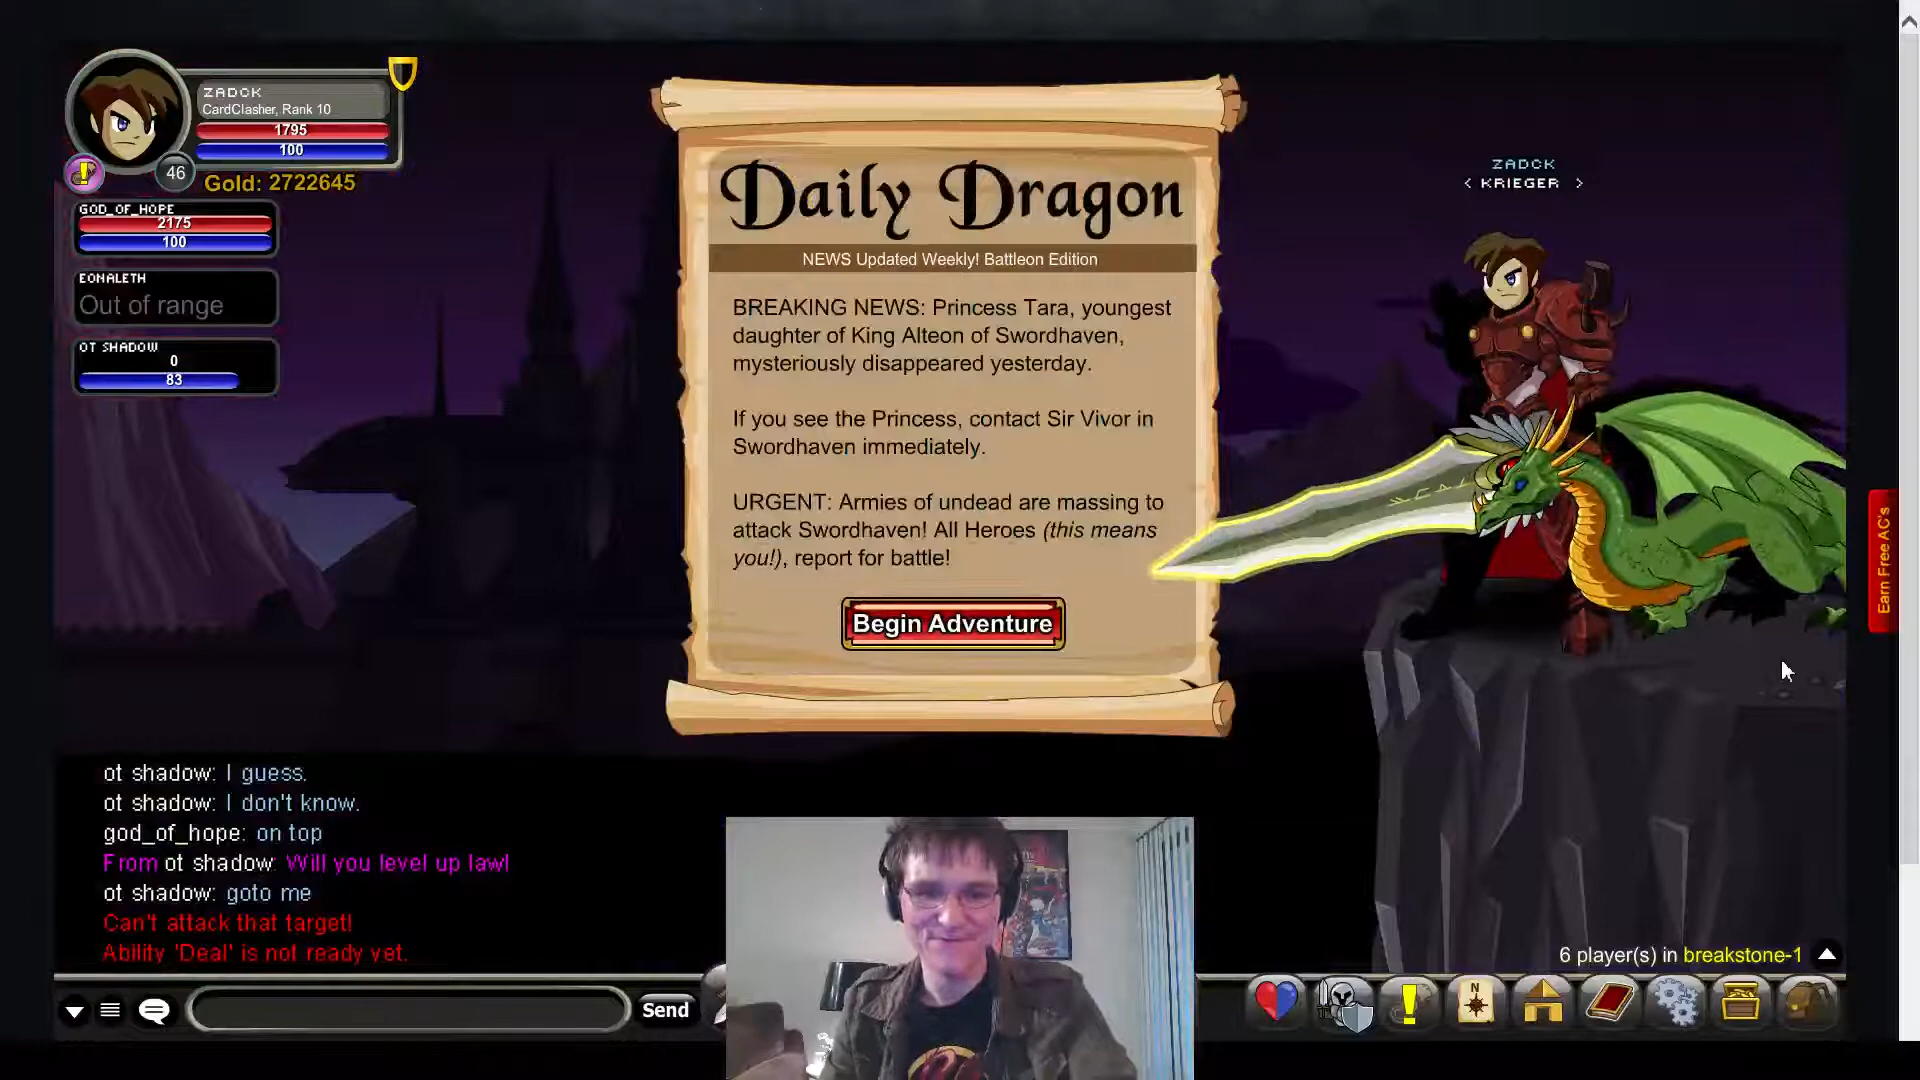 ZADCK
CardClasher, Rank 10
1795
100
46
Gold: 2722645
GOD_OF_HOPE
2175
100
EONALETH
Out of range
OT SHADOW
0
83
Daily Dragon
NEWS Updated Weekly! Battleon Edition
BREAKING NEWS: Princess Tara, youngest
daughter of King Alteon of Swordhaven,
mysteriously disappeared yesterday.
If you see the Princess, contact Sir Vivor in
Swordhaven immediately.
URGENT: Armies of undead are massing to
attack Swordhaven! All Heroes (this means
you!), report for battle!
Begin Adventure
ZADCK
< KRIEGER >
Earn Free AC's
ot shadow: I guess.
ot shadow: I don't know.
god_of_hope: on top
From ot shadow: Will you level up law!
ot shadow: goto me
Can't attack that target!
Ability 'Deal' is not ready yet.
6 player(s) in breakstone-1
Send
N